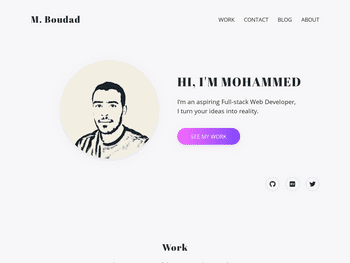 M. Boudad
WORK CONTACT BLOG ABOUT
HI, I'M MOHAMMED
I'm an aspiring Full-stack Web Developer,
I turn your ideas into reality.
SEE MY WORK
Work